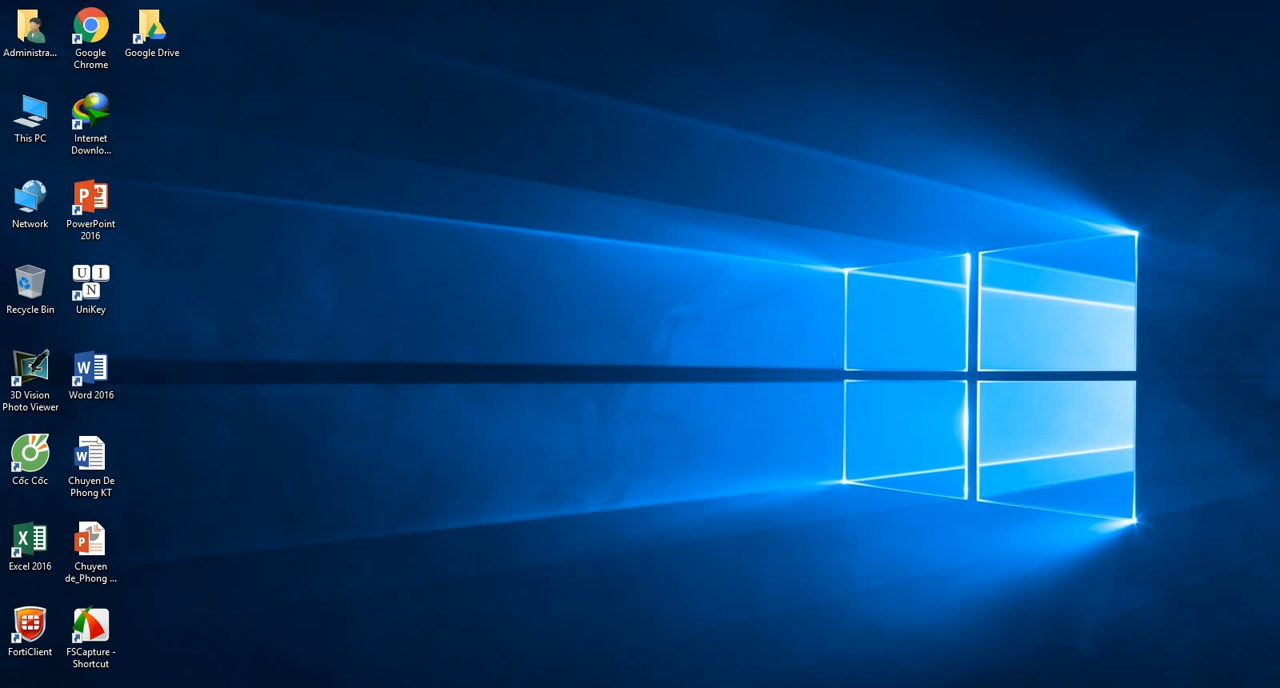 Administra...
Google
Chrome
Google Drive
This PC
Internet
Downlo...
Network
PowerPoint
2016
Recycle Bin
U I
N
UniKey
3D Vision
Photo Viewer
Word 2016
Cốc Cốc
Chuyen De
Phong KT
Excel 2016
Chuyen
de_Phong ...
FortiClient
FSCapture -
Shortcut